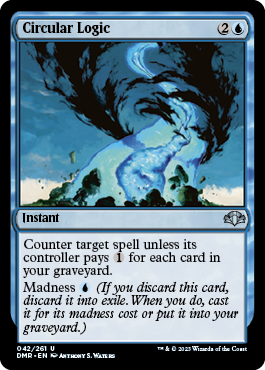 Circular Logic 2
Instant
Counter target spell unless its
controller pays 1 for each card in
your graveyard.
Madness (If you discard this card,
discard it into exile. When you do, cast
it for its madness cost or put it into your
graveyard.)
042/261 U
DMR • EN Anthony S. Waters
™ & © 2023 Wizards of the Coast